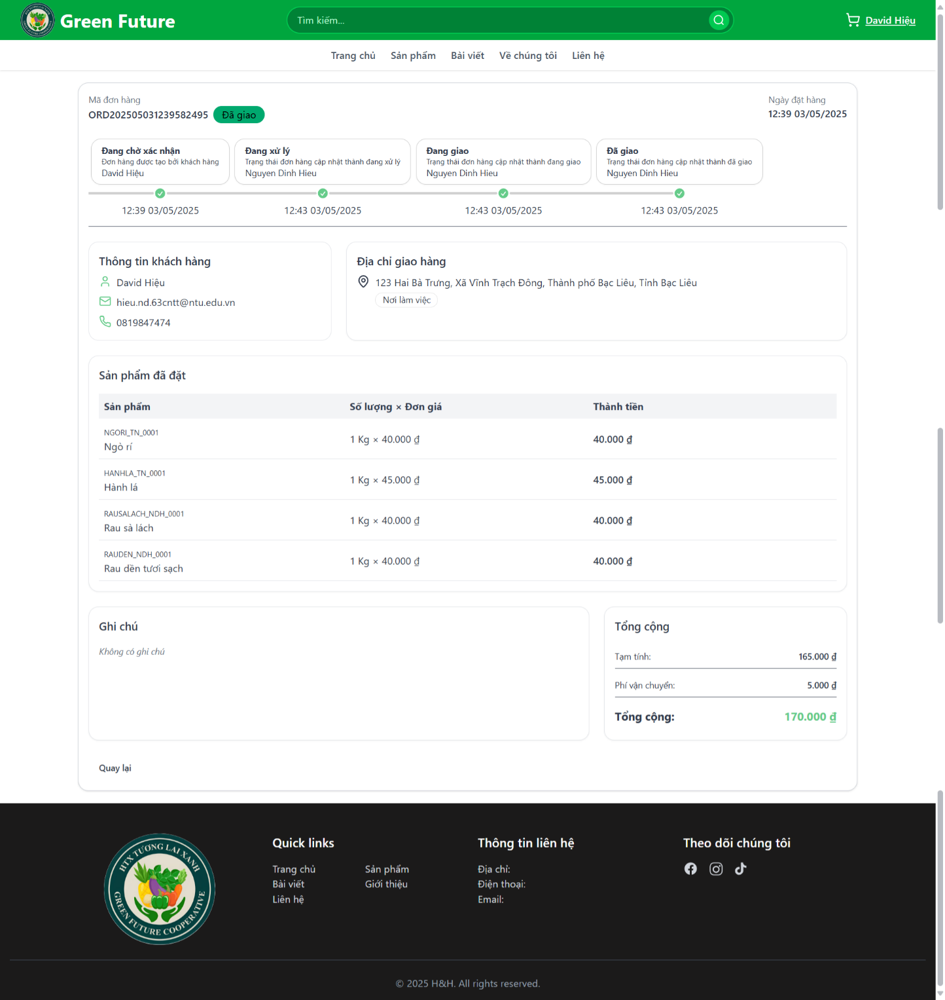 Green Future
Tìm kiếm...
David Hiệu
Trang chủ Sản phẩm Bài viết Về chúng tôi Liên hệ
Mã đơn hàng
ORD202505031239582495 Đã giao
Ngày đặt hàng
12:39 03/05/2025
Đang chờ xác nhận
Đơn hàng được tạo bởi khách hàng
David Hiệu
12:39 03/05/2025
Đang xử lý
Trạng thái đơn hàng cập nhật thành đang xử lý
Nguyen Dinh Hieu
12:43 03/05/2025
Đang giao
Trạng thái đơn hàng cập nhật thành đang giao
Nguyen Dinh Hieu
12:43 03/05/2025
Đã giao
Trạng thái đơn hàng cập nhật thành đã giao
Nguyen Dinh Hieu
12:43 03/05/2025
Thông tin khách hàng
David Hiệu
hieu.nd.63cntt@ntu.edu.vn
0819847474
Địa chỉ giao hàng
123 Hai Bà Trưng, Xã Vĩnh Trạch Đông, Thành phố Bạc Liêu, Tỉnh Bạc Liêu
Nơi làm việc
Sản phẩm đã đặt
Sản phẩm Số lượng × Đơn giá Thành tiền
NGORI_TN_0001
Ngò rí
1 Kg × 40.000 ₫ 40.000 ₫
HANHLA_TN_0001
Hành lá
1 Kg × 45.000 ₫ 45.000 ₫
RAUSALACH_NDH_0001
Rau sà lách
1 Kg × 40.000 ₫ 40.000 ₫
RAUDEN_NDH_0001
Rau dền tươi sạch
1 Kg × 40.000 ₫ 40.000 ₫
Ghi chú
Không có ghi chú
Tổng cộng
Tạm tính: 165.000 ₫
Phí vận chuyển: 5.000 ₫
Tổng cộng: 170.000 ₫
Quay lại
HTX TƯƠNG LAI XANH
GREEN FUTURE COOPERATIVE
Quick links
Trang chủ Sản phẩm
Bài viết Giới thiệu
Liên hệ
Thông tin liên hệ
Địa chỉ:
Điện thoại:
Email:
Theo dõi chúng tôi
© 2025 H&H. All rights reserved.